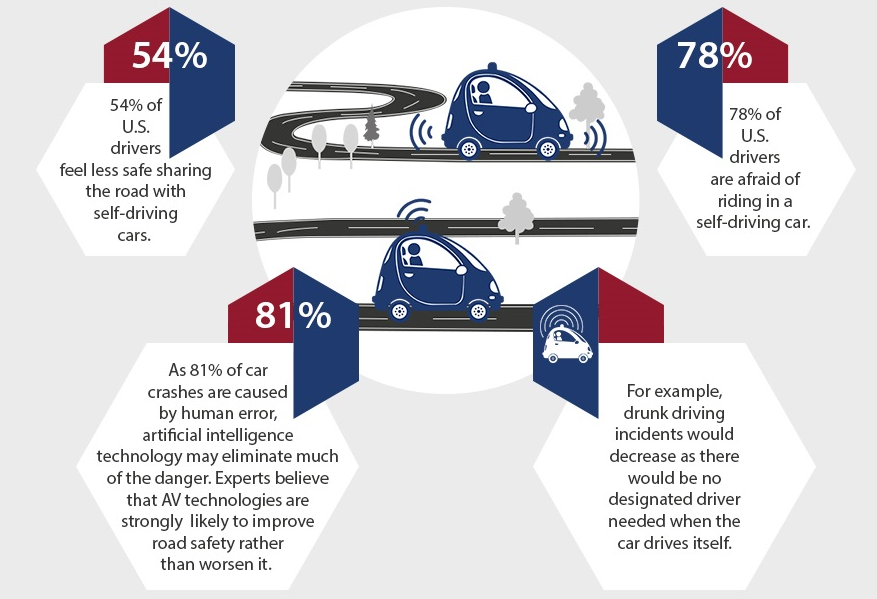 54%
54% of
U.S.
drivers
feel less safe sharing
the road with
self-driving
cars.
78%
78% of
U.S.
drivers
are afraid of
riding in a
self-driving car.
81%
As 81% of car
crashes are caused
by human error,
artificial intelligence
technology may eliminate much
of the danger. Experts believe
that AV technologies are
strongly likely to improve
road safety rather
than worsen it.
For example,
drunk driving
incidents would
decrease as there
would be no
designated driver
needed when the
car drives itself.